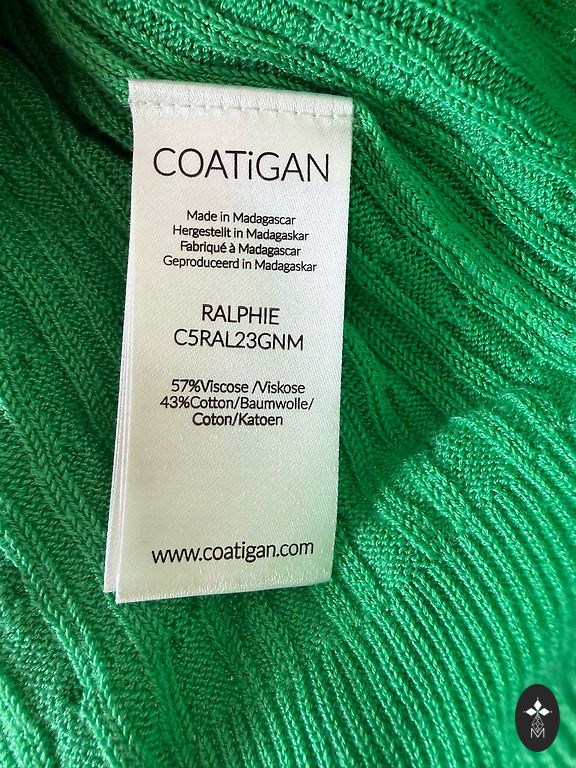 COATiGAN
Made in Madagascar
Hergestellt in Madagaskar
Fabriqué à Madagascar
Geproduceerd in Madagaskar
RALPHIE
C5RAL23GNM
57%Viscose /Viskose
43%Cotton/Baumwolle/
Coton/Katoen
www.coatigan.com
M